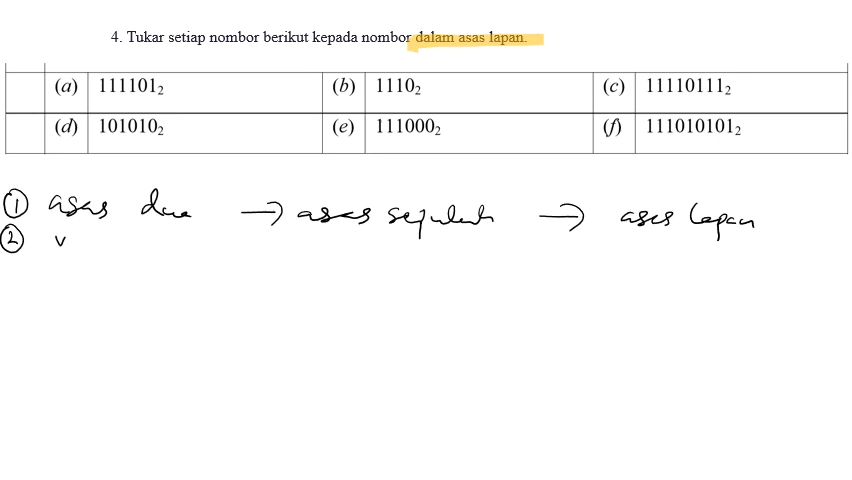 4. Tukar setiap nombor berikut kepada nombor dalam asas lapan.
(a) 111101₂ (b) 1110₂ (c) 11110111₂
(d) 101010₂ (e) 111000₂ (f) 111010101₂
① asas dua → asas sepuluh → asas lapan
②